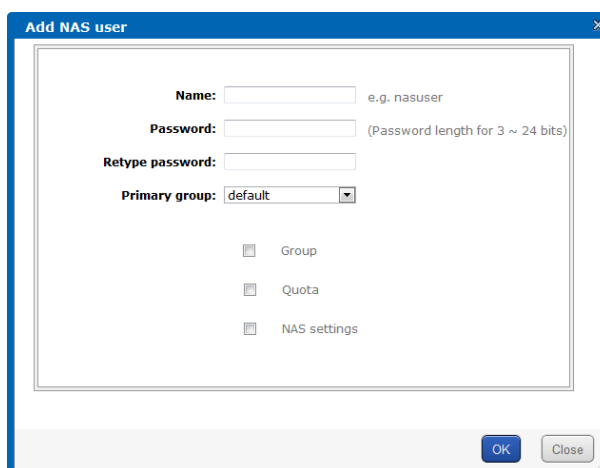 Add NAS user
Name: e.g. nasuser
Password: (Password length for 3 ~ 24 bits)
Retype password:
Primary group: default
Group
Quota
NAS settings
OK Close